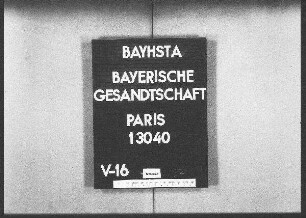 BAYHSTA
BAYERISCHE
GESANDTSCHAFT
PARIS
13040
V-16